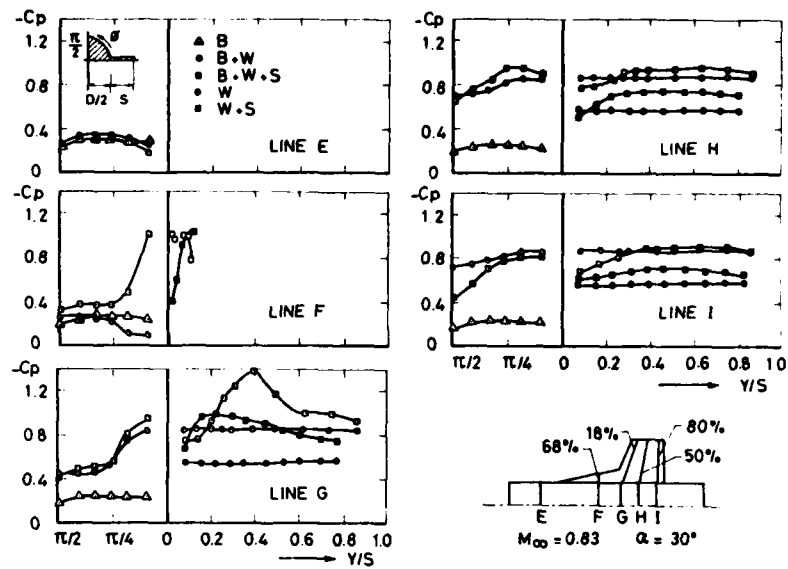 -Cp
1.2
0.8
0.4
0
π/2
Ø
D/2
S
B
B+W
B+W+S
W
W+S
LINE E
-Cp
1.2
0.8
0.4
0
LINE H
-Cp
1.2
0.8
0.4
0
LINE F
-Cp
1.2
0.8
0.4
0
LINE I
π/2
π/4
0
0.2
0.4
0.6
0.8
1.0
Y/S
-Cp
1.2
0.8
0.4
0
LINE G
π/2
π/4
0
0.2
0.4
0.6
0.8
1.0
Y/S
68%
18%
80%
50%
E F G H I
M∞ = 0.83 α = 30°